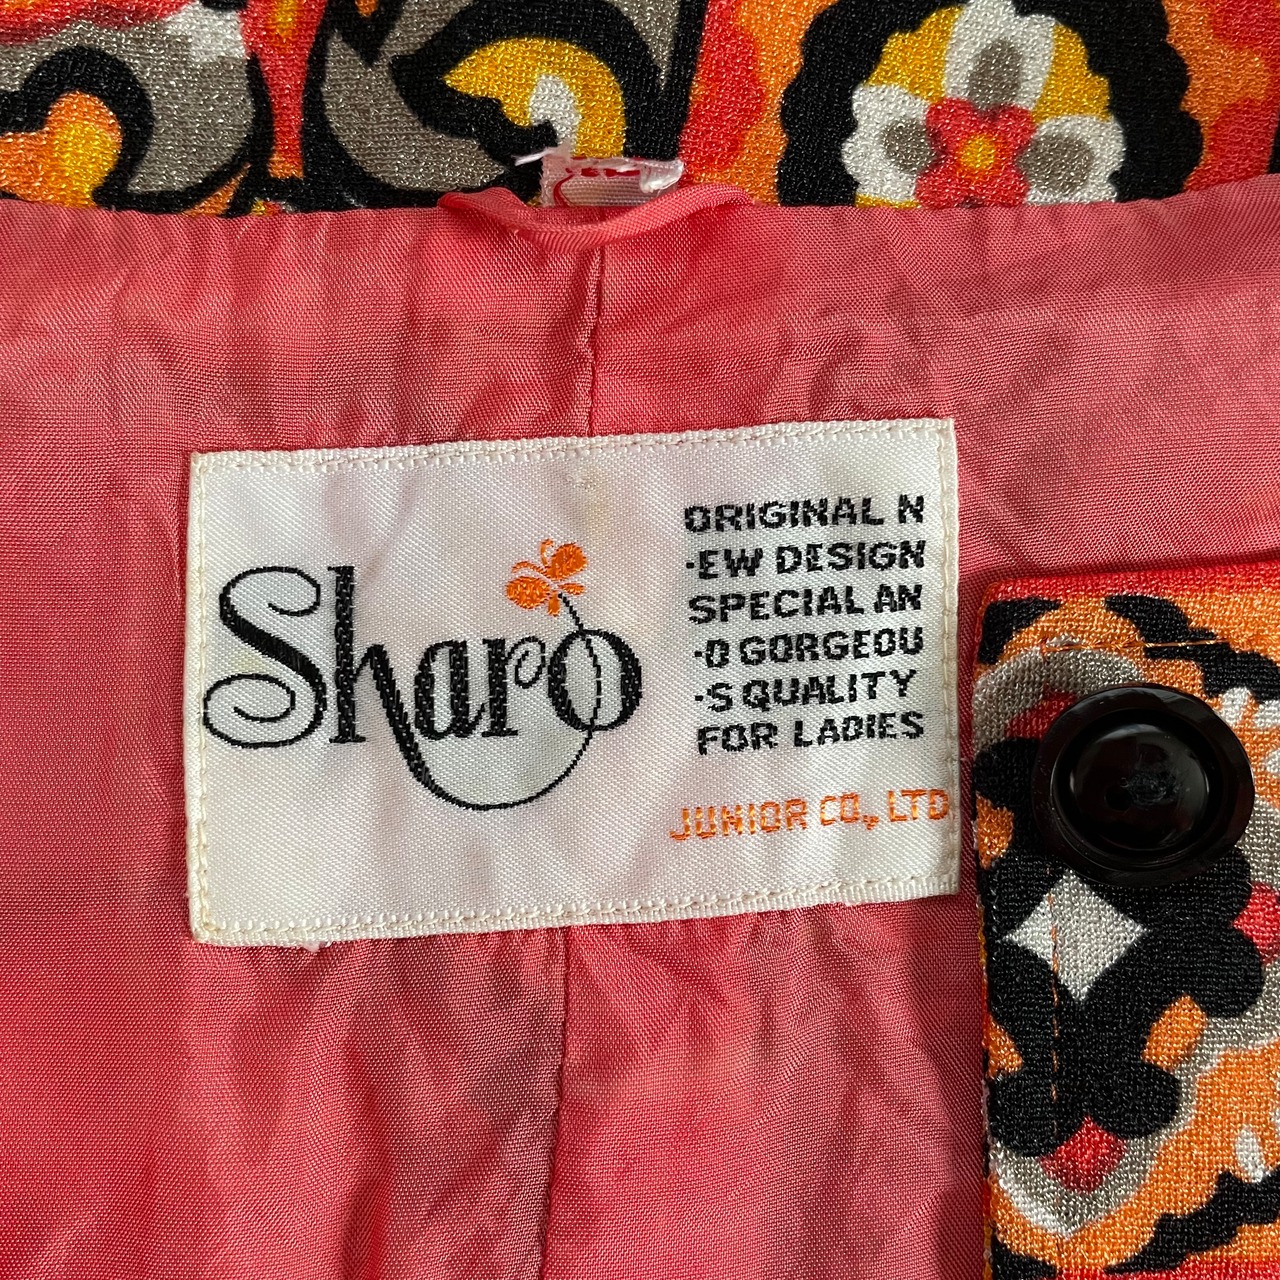 Sharo
ORIGINAL N
-EW DESIGN
SPECIAL AN
-D GORGEOU
-S QUALITY
FOR LADIES
JUNIOR CO., LTD